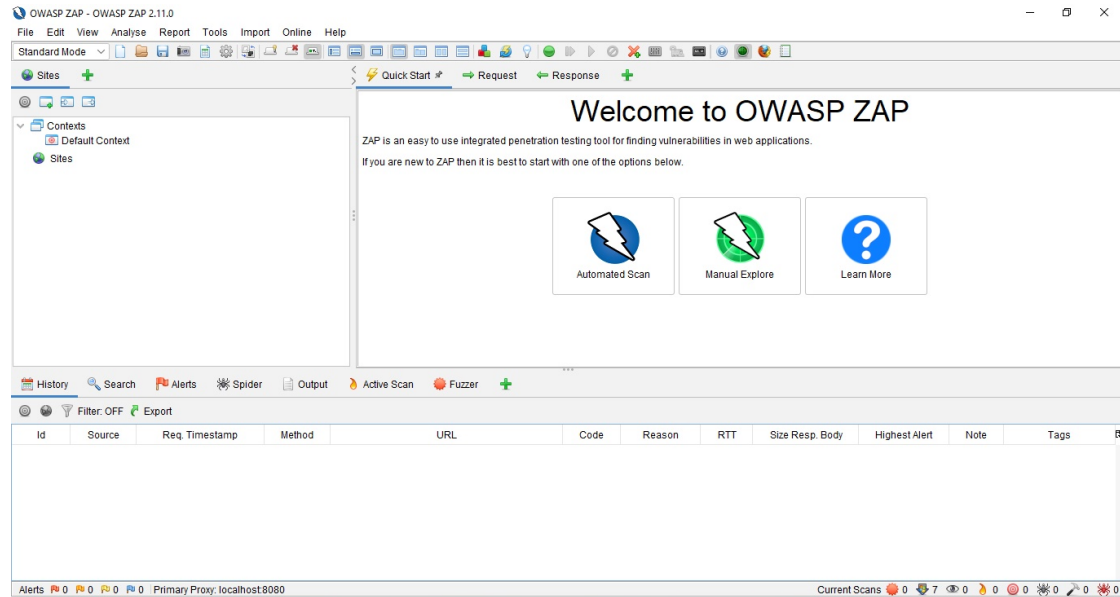 OWASP ZAP - OWASP ZAP 2.11.0
File Edit View Analyse Report Tools Import Online Help
Standard Mode
Sites
Quick Start Request Response
Contexts
Default Context
Sites
Welcome to OWASP ZAP
ZAP is an easy to use integrated penetration testing tool for finding vulnerabilities in web applications.
If you are new to ZAP then it is best to start with one of the options below.
Automated Scan Manual Explore Learn More
History Search Alerts Spider Output Active Scan Fuzzer
Filter: OFF Export
Id Source Req. Timestamp Method URL Code Reason RTT Size Resp. Body Highest Alert Note Tags
Alerts 0 0 0 0 Primary Proxy: localhost:8080 Current Scans 0 7 0 0 0 0 0 0